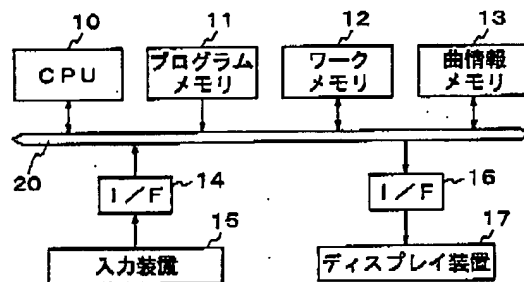 10
11
12
13
CPU
プログラム
メモリ
ワーク
メモリ
曲情報
メモリ
20
14
16
I/F
I/F
15
17
入力装置
ディスプレイ装置